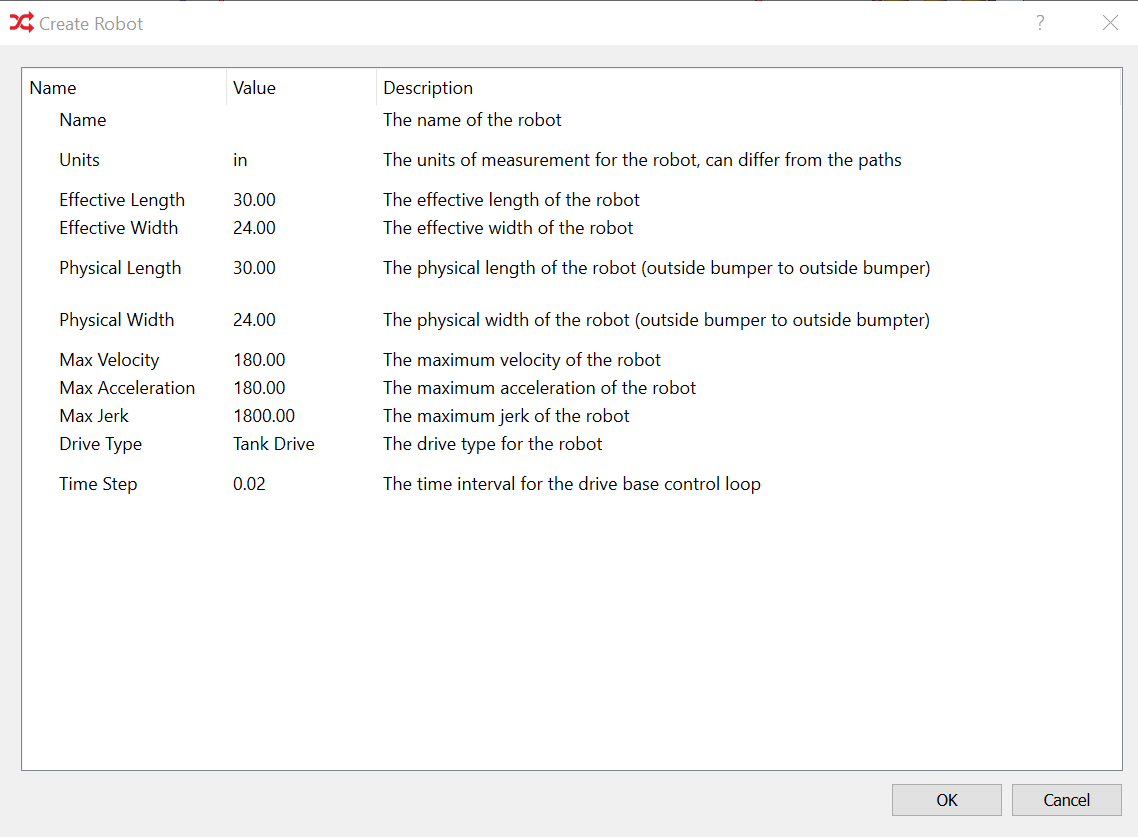 Create Robot
?
Name Value Description
Name The name of the robot
Units in The units of measurement for the robot, can differ from the paths
Effective Length 30.00 The effective length of the robot
Effective Width 24.00 The effective width of the robot
Physical Length 30.00 The physical length of the robot (outside bumper to outside bumper)
Physical Width 24.00 The physical width of the robot (outside bumper to outside bumpter)
Max Velocity 180.00 The maximum velocity of the robot
Max Acceleration 180.00 The maximum acceleration of the robot
Max Jerk 1800.00 The maximum jerk of the robot
Drive Type Tank Drive The drive type for the robot
Time Step 0.02 The time interval for the drive base control loop
OK Cancel